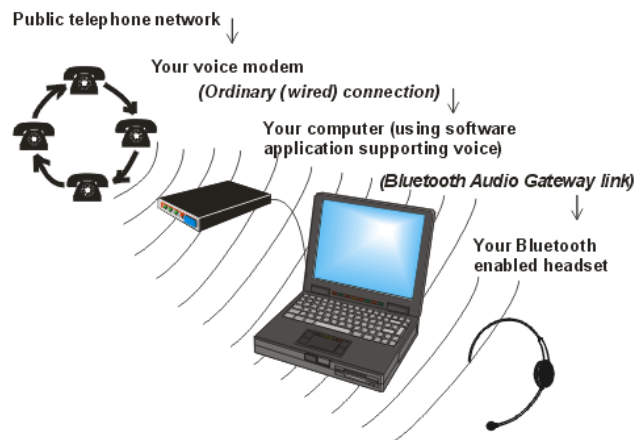 Public telephone network
Your voice modem
(Ordinary (wired) connection)
Your computer (using software
application supporting voice)
(Bluetooth Audio Gateway link)
Your Bluetooth
enabled headset